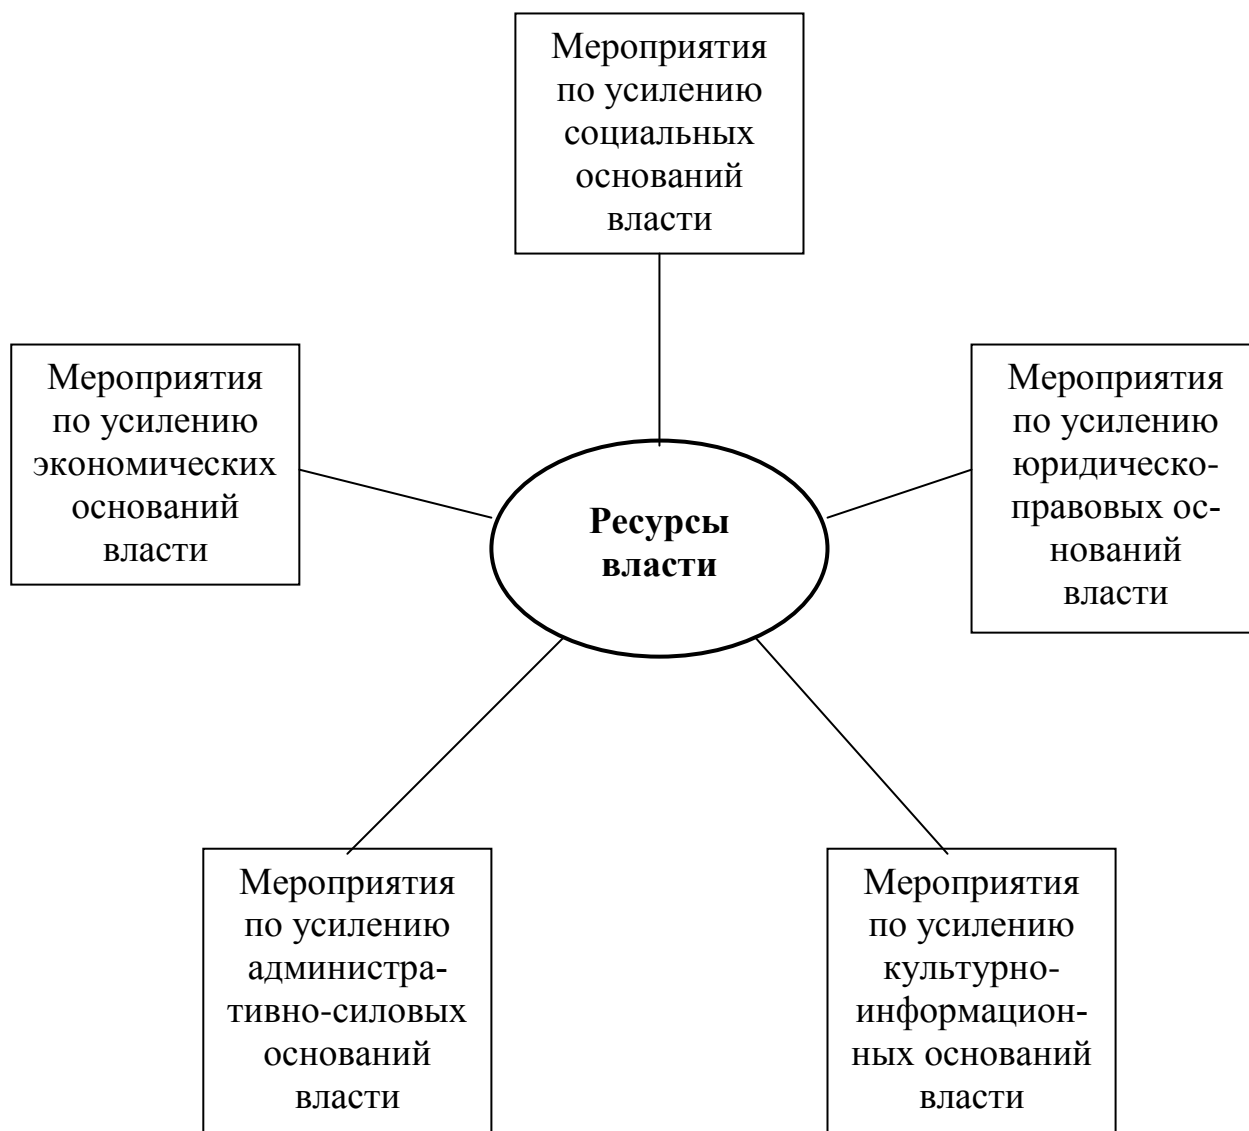 Мероприятия
по усилению
социальных
оснований
власти
Мероприятия
по усилению
экономических
оснований
власти
Мероприятия
по усилению
юридическо-
правовых ос-
нований
власти
Ресурсы
власти
Мероприятия
по усилению
администра-
тивно-силовых
оснований
власти
Мероприятия
по усилению
культурно-
информацион-
ных оснований
власти